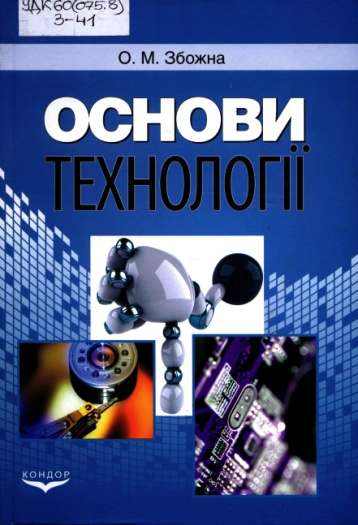 УДК 60(075.8)
З-41
О. М. Збожна
ОСНОВИ
ТЕХНОЛОГІЇ
КОНДОР